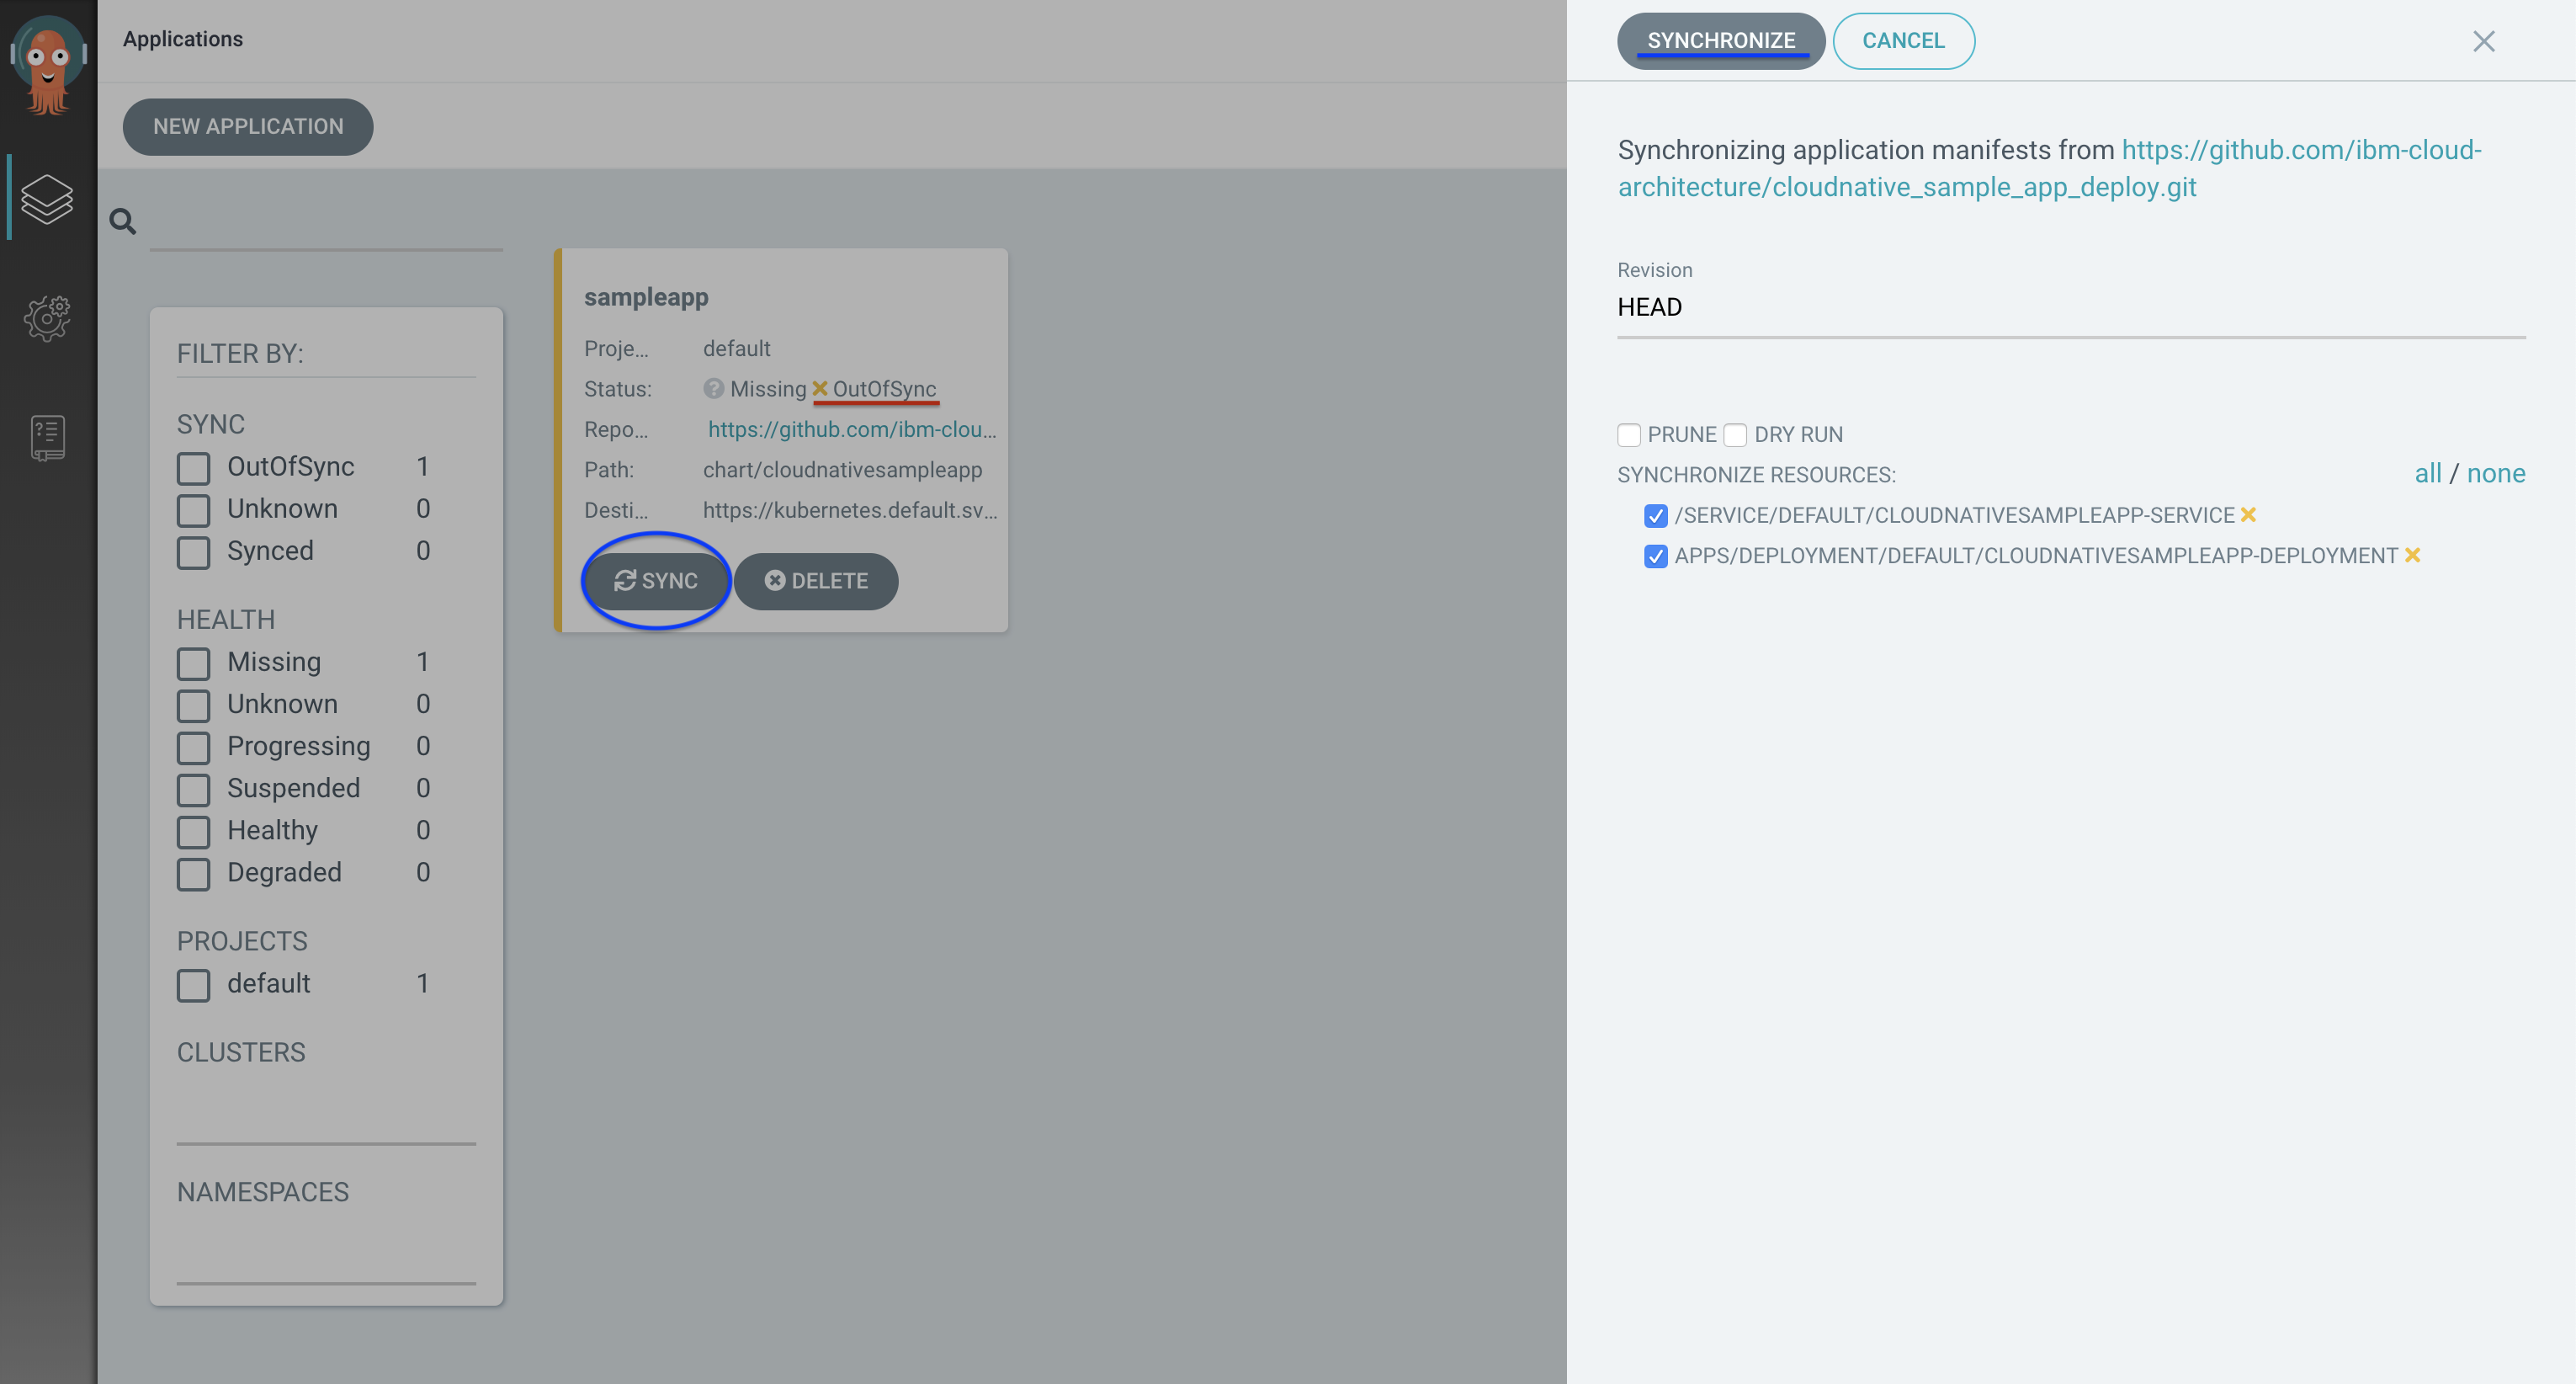 Applications
NEW APPLICATION
FILTER BY:
SYNC
OutOfSync 1
Unknown 0
Synced 0
HEALTH
Missing 1
Unknown 0
Progressing 0
Suspended 0
Healthy 0
Degraded 0
PROJECTS
default 1
CLUSTERS
NAMESPACES
sampleapp
Proje... default
Status: Missing OutOfSync
Repo... https://github.com/ibm-clou...
Path: chart/cloudnativesampleapp
Desti... https://kubernetes.default.sv...
SYNC DELETE
SYNCHRONIZE CANCEL
Synchronizing application manifests from https://github.com/ibm-cloud-
architecture/cloudnative_sample_app_deploy.git
Revision
HEAD
PRUNE DRY RUN
SYNCHRONIZE RESOURCES: all / none
/SERVICE/DEFAULT/CLOUDNATIVESAMPLEAPP-SERVICE
APPS/DEPLOYMENT/DEFAULT/CLOUDNATIVESAMPLEAPP-DEPLOYMENT